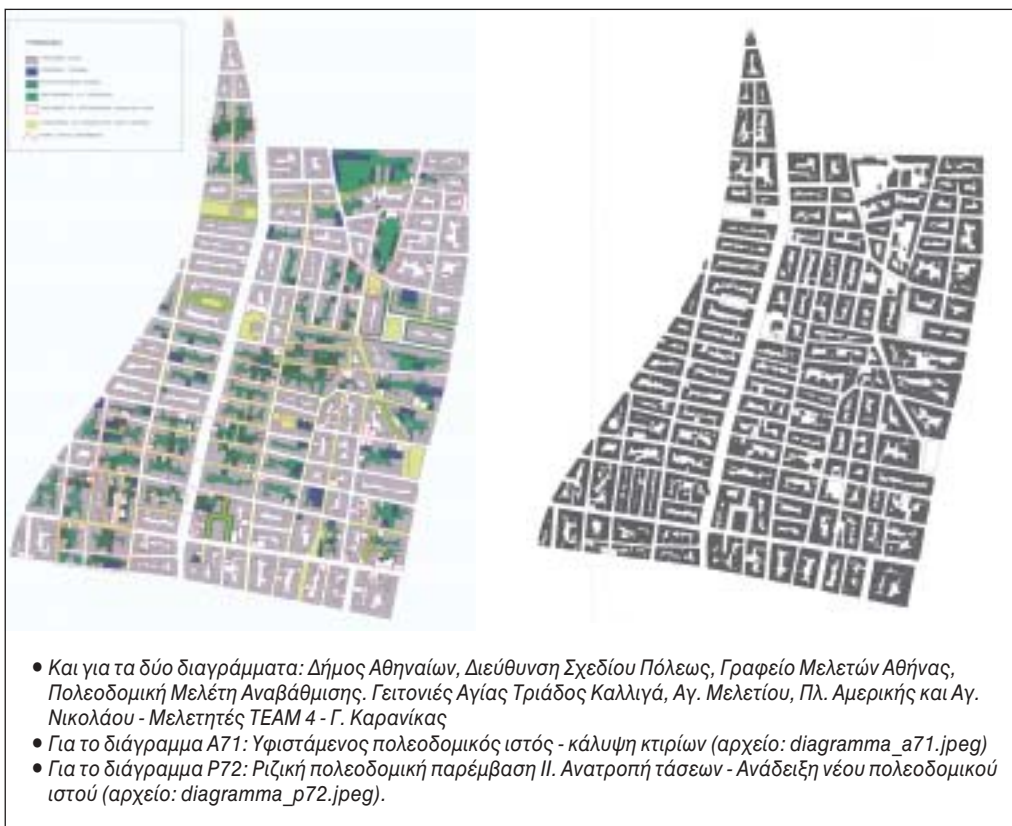 ● Και για τα δύο διαγράμματα: Δήμος Αθηναίων, Διεύθυνση Σχεδίου Πόλεως, Γραφείο Μελετών Αθήνας,
Πολεοδομική Μελέτη Αναβάθμισης. Γειτονιές Αγίας Τριάδος Καλλιγά, Αγ. Μελετίου, Πλ. Αμερικής και Αγ.
Νικολάου - Μελετητές TEAM 4 - Γ. Καρανίκας
● Για το διάγραμμα Α71: Υφιστάμενος πολεοδομικός ιστός - κάλυψη κτιρίων (αρχείο: diagramma_a71.jpeg)
● Για το διάγραμμα Ρ72: Ριζική πολεοδομική παρέμβαση ΙΙ. Ανατροπή τάσεων - Ανάδειξη νέου πολεοδομικού
ιστού (αρχείο: diagramma_p72.jpeg).